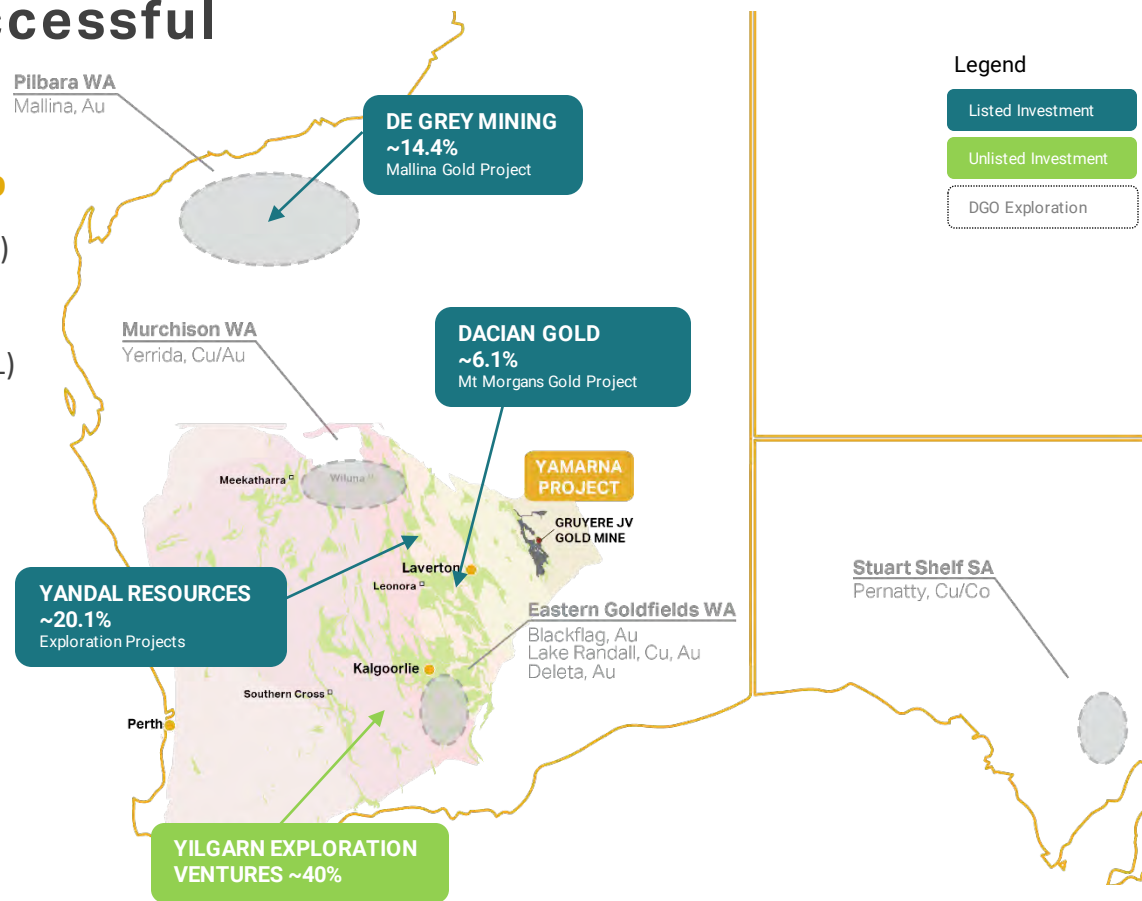 ccessful
Pilbara WA
Mallina, Au
DE GREY MINING
~14.4%
Mallina Gold Project
Legend
Listed Investment
Unlisted Investment
DGO Exploration
)
Murchison WA
Yerrida, Cu/Au
DACIAN GOLD
~6.1%
Mt Morgans Gold Project
L)
Meekatharra
Wiluna
YAMARNA
PROJECT
GRUYERE JV
GOLD MINE
Laverton
Leonora
YANDAL RESOURCES
~20.1%
Exploration Projects
Eastern Goldfields WA
Blackflag, Au
Lake Randall, Cu, Au
Deleta, Au
Stuart Shelf SA
Pernatty, Cu/Co
Kalgoorlie
Southern Cross
Perth
YILGARN EXPLORATION
VENTURES ~40%